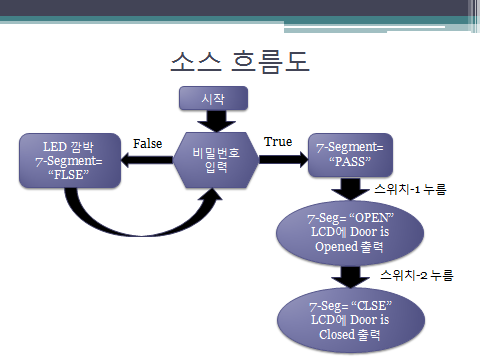 소스 흐름도
시작
비밀번호
입력
False
True
LED 깜박
7-Segment=
“FLSE”
7-Segment=
“PASS”
스위치-1 누름
7-Seg= “OPEN”
LCD에 Door is
Opened 출력
스위치-2 누름
7-Seg= “CLSE”
LCD에 Door is
Closed 출력